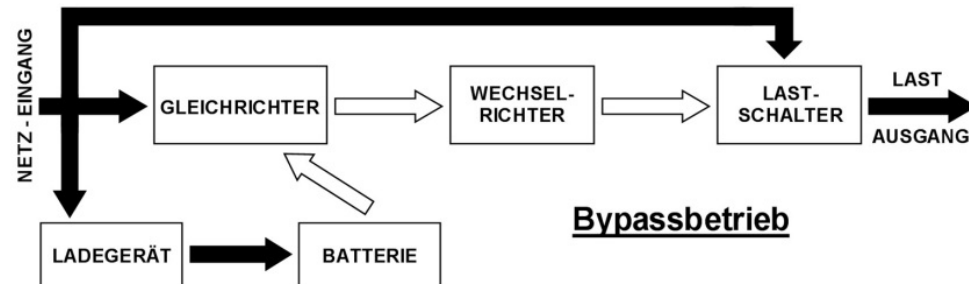 NETZ - EINGANG
GLEICHRICHTER
WECHSEL-
RICHTER
LAST-
SCHALTER
LAST
AUSGANG
LADEGERÄT
BATTERIE
Bypassbetrieb